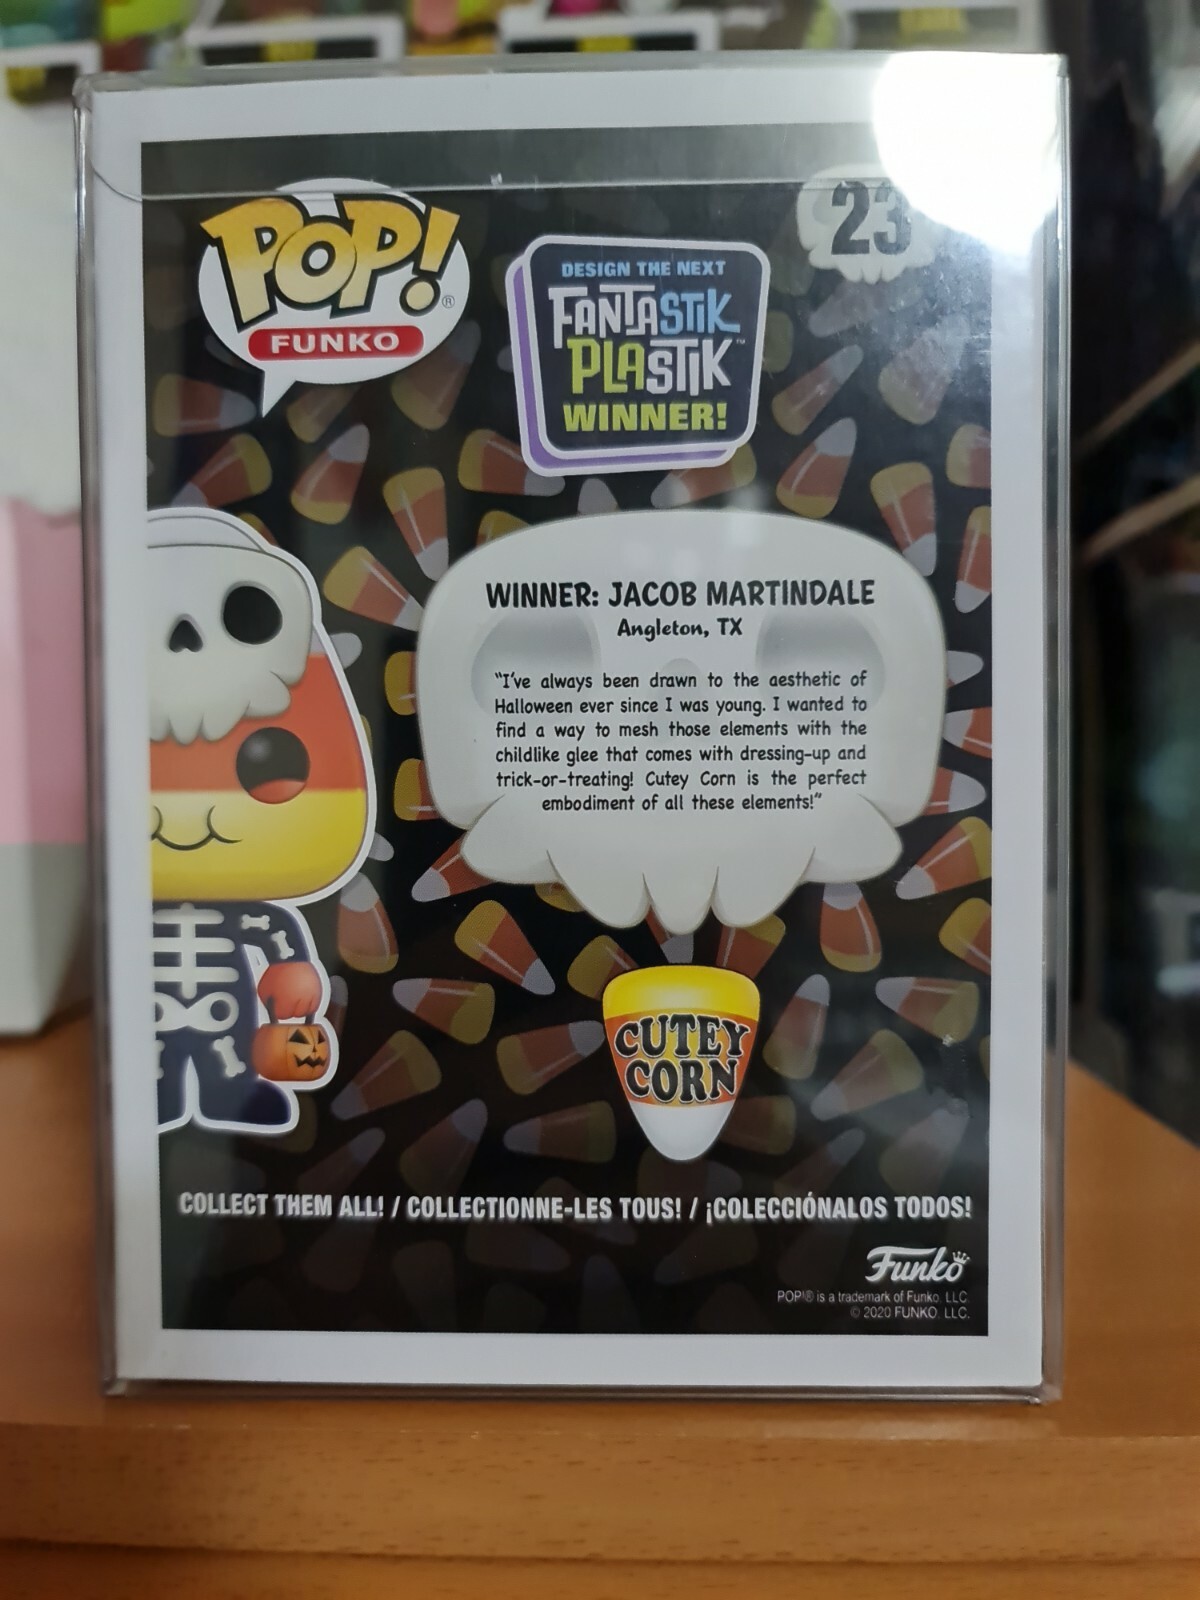 POP!®
FUNKO
23
DESIGN THE NEXT
FANTASTIK
PLASTIK™
WINNER!
WINNER: JACOB MARTINDALE
Angleton, TX
"I've always been drawn to the aesthetic of
Halloween ever since I was young. I wanted to
find a way to mesh those elements with the
childlike glee that comes with dressing-up and
trick-or-treating! Cutey Corn is the perfect
embodiment of all these elements!"
CUTEY
CORN
COLLECT THEM ALL! / COLLECTIONNE-LES TOUS! / ¡COLECCIÓNALOS TODOS!
Funko
POP!® is a trademark of Funko, LLC.
© 2020 FUNKO, LLC.